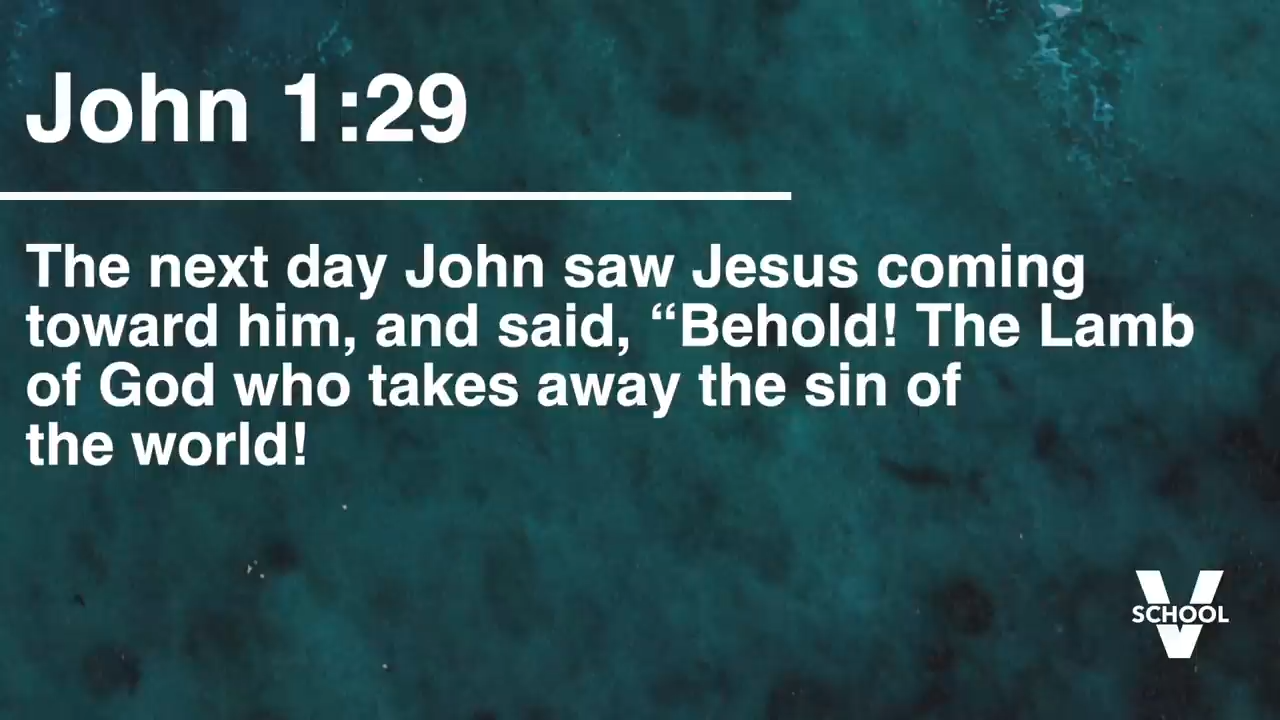 John 1:29
The next day John saw Jesus coming
toward him, and said, “Behold! The Lamb
of God who takes away the sin of
the world!
V
SCHOOL